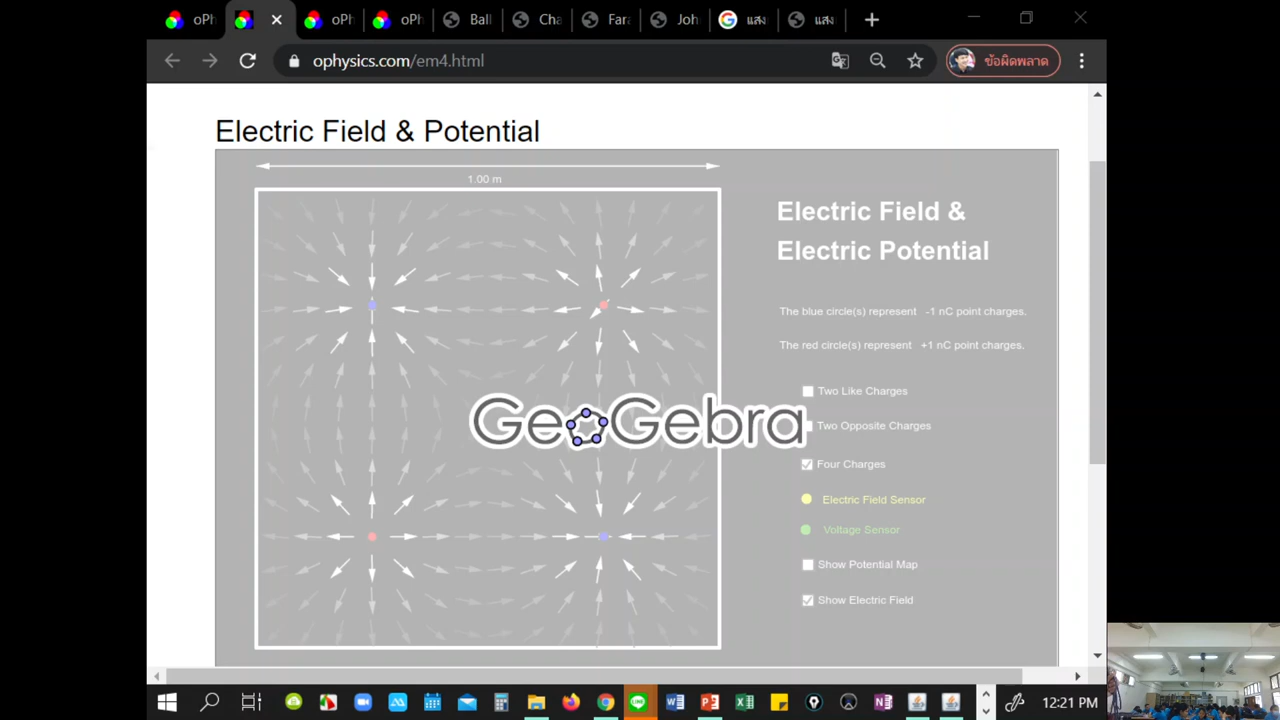 oPh
oPh
oPh
Ball
Cha
Fara
Joh
แสง
แสง
ophysics.com/em4.html
ข้อผิดพลาด
Electric Field & Potential
1.00 m
Electric Field &
Electric Potential
The blue circle(s) represent -1 nC point charges.
The red circle(s) represent +1 nC point charges.
Two Like Charges
GeoGebra
Two Opposite Charges
Four Charges
Electric Field Sensor
Voltage Sensor
Show Potential Map
Show Electric Field
12:21 PM